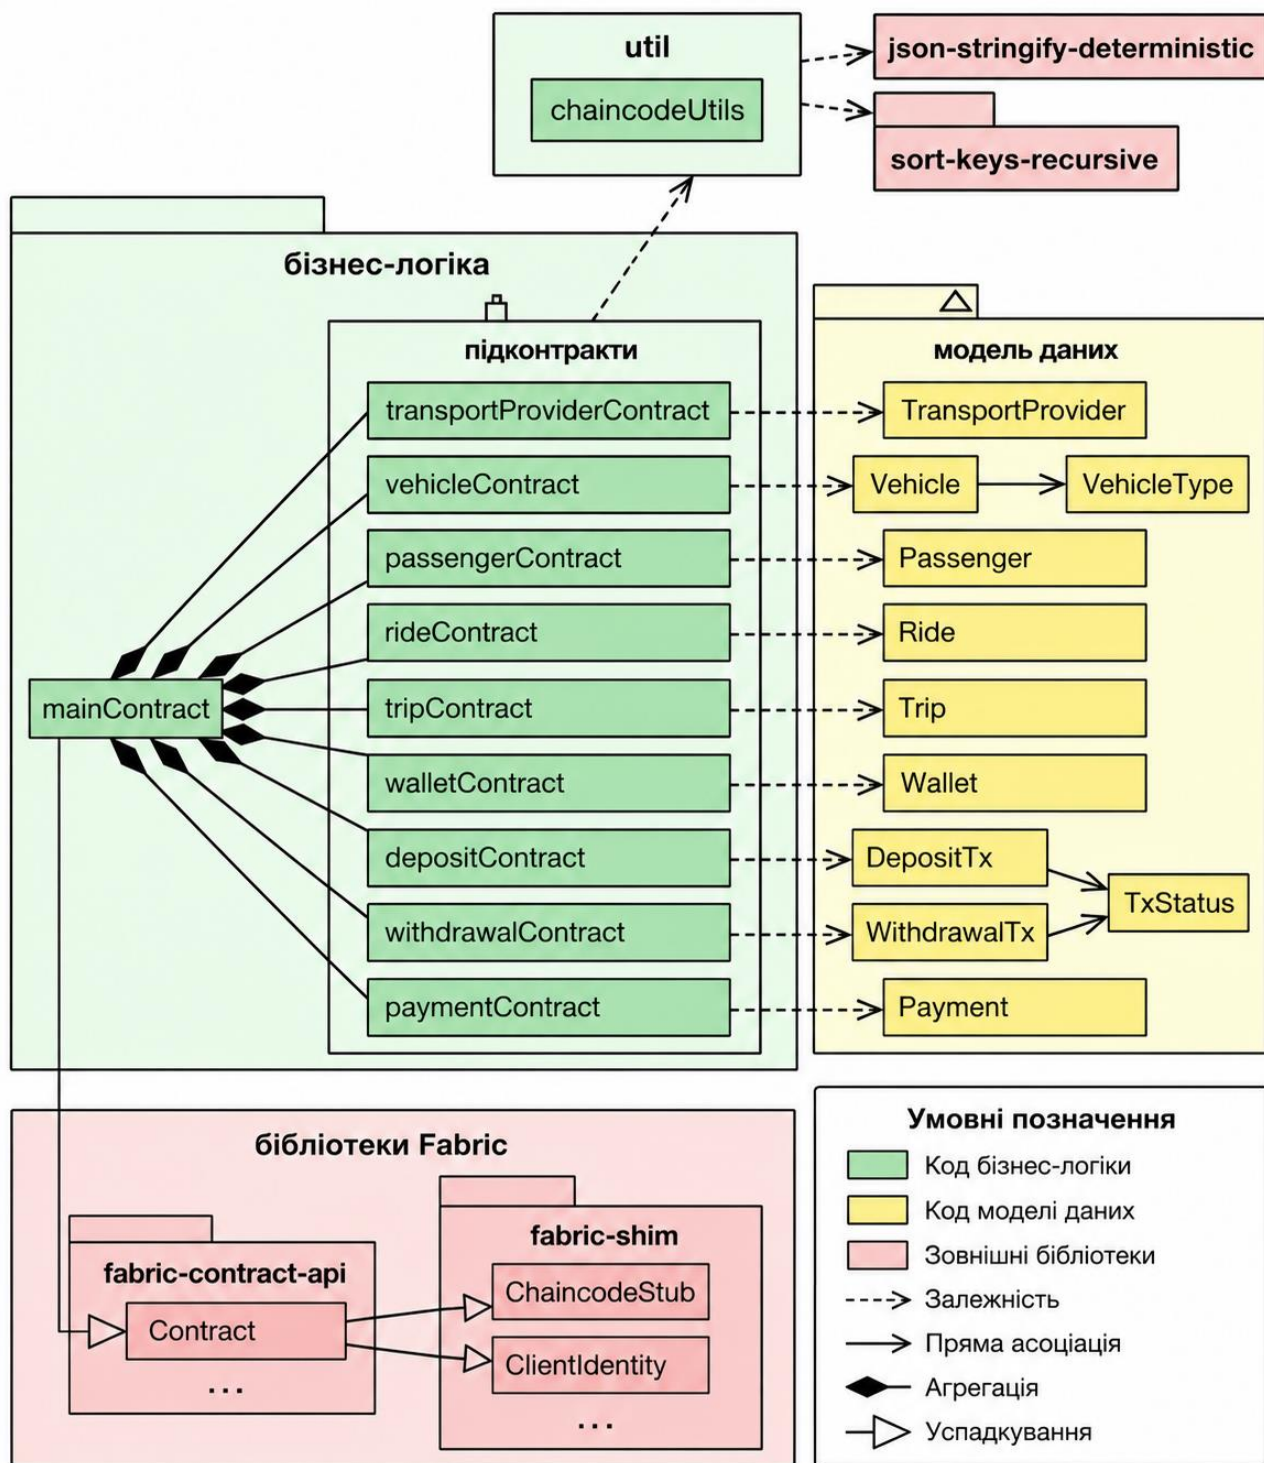 util
chaincodeUtils
json-stringify-deterministic
sort-keys-recursive
бізнес-логіка
підконтракти
transportProviderContract
vehicleContract
passengerContract
rideContract
tripContract
walletContract
depositContract
withdrawalContract
paymentContract
mainContract
модель даних
TransportProvider
Vehicle
VehicleType
Passenger
Ride
Trip
Wallet
DepositTx
TxStatus
WithdrawalTx
Payment
бібліотеки Fabric
fabric-contract-api
Contract
...
fabric-shim
ChaincodeStub
ClientIdentity
...
Умовні позначення
Код бізнес-логіки
Код моделі даних
Зовнішні бібліотеки
Залежність
Пряма асоціація
Агрегація
Успадкування